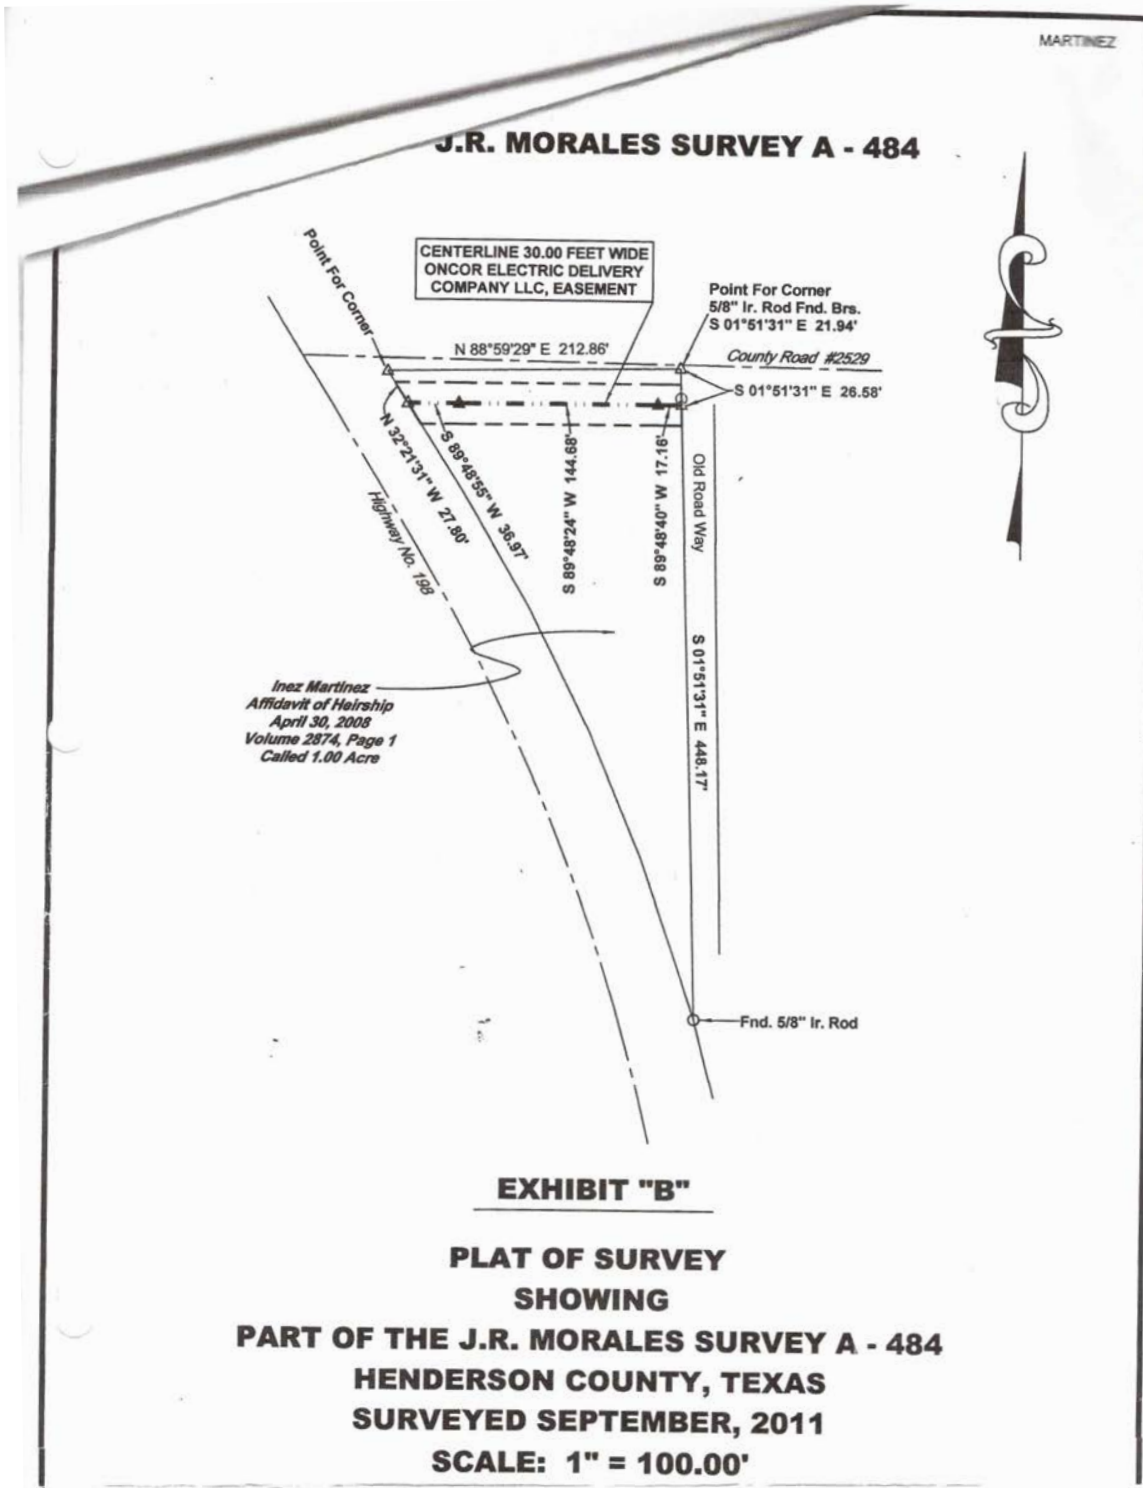 MARTINEZ
J.R. MORALES SURVEY A - 484
Point For Corner
CENTERLINE 30.00 FEET WIDE
ONCOR ELECTRIC DELIVERY
COMPANY LLC, EASEMENT
Point For Corner
5/8" Ir. Rod Fnd. Brs.
S 01°51'31" E 21.94'
N 88°59'29" E 212.86'
County Road #2529
S 01°51'31" E 26.58'
N 32°21'31" W 27.80'
S 89°48'55" W 36.97'
S 89°48'24" W 144.68'
S 89°48'40" W 17.16'
Old Road Way
Highway No. 198
S 01°51'31" E 448.17'
Inez Martinez
Affidavit of Heirship
April 30, 2008
Volume 2874, Page 1
Called 1.00 Acre
Fnd. 5/8" Ir. Rod
EXHIBIT "B"
PLAT OF SURVEY
SHOWING
PART OF THE J.R. MORALES SURVEY A - 484
HENDERSON COUNTY, TEXAS
SURVEYED SEPTEMBER, 2011
SCALE: 1" = 100.00'